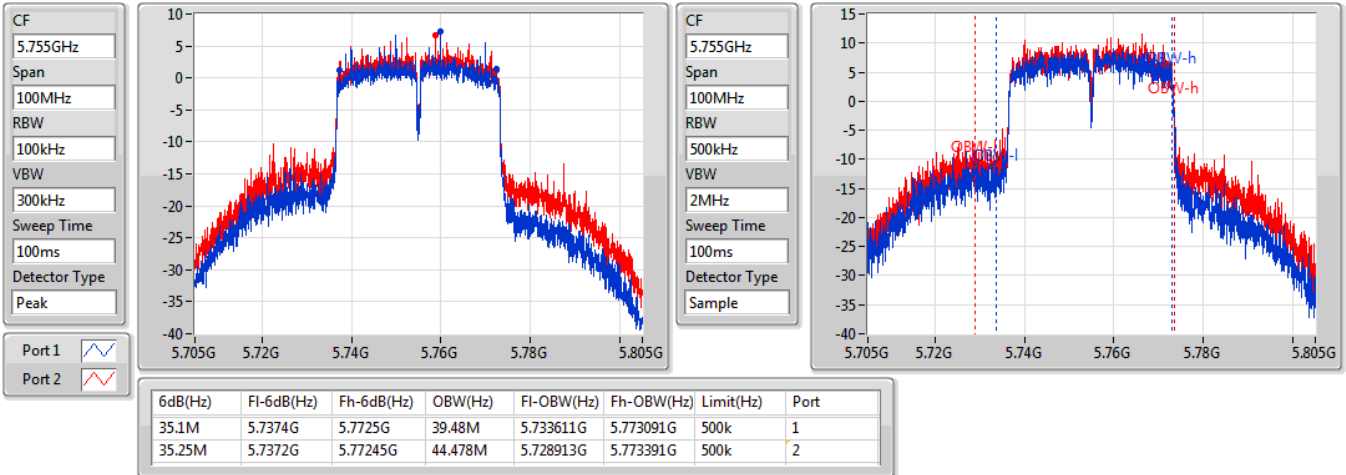 CF
5.755GHz
Span
100MHz
RBW
100kHz
VBW
300kHz
Sweep Time
100ms
Detector Type
Peak
Port 1
Port 2
10
5
0
-5
-10
-15
-20
-25
-30
-35
-40
5.705G 5.72G 5.74G 5.76G 5.78G 5.805G
CF
5.755GHz
Span
100MHz
RBW
500kHz
VBW
2MHz
Sweep Time
100ms
Detector Type
Sample
15
10
5
0
-5
-10
-15
-20
-25
-30
-35
-40
OBW-h
OBW-h
OBW-l
OBW-l
5.705G 5.72G 5.74G 5.76G 5.78G 5.805G
6dB(Hz) Fl-6dB(Hz) Fh-6dB(Hz) OBW(Hz) Fl-OBW(Hz) Fh-OBW(Hz) Limit(Hz) Port
35.1M 5.7374G 5.7725G 39.48M 5.733611G 5.773091G 500k 1
35.25M 5.7372G 5.77245G 44.478M 5.728913G 5.773391G 500k 2